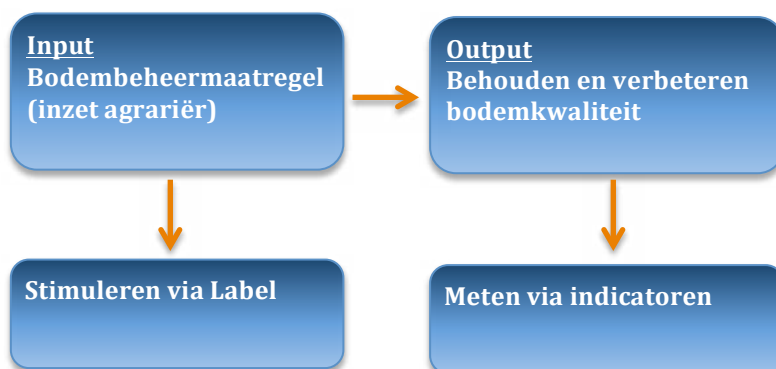 Input
Bodembeheermaatregel
(inzet agrariër)
Output
Behouden en verbeteren
bodemkwaliteit
Stimuleren via Label
Meten via indicatoren